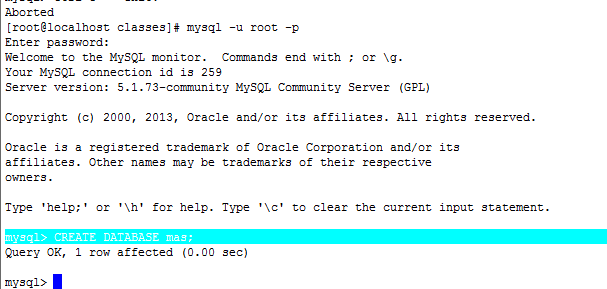 Aborted
[root@localhost classes]# mysql -u root -p
Enter password:
Welcome to the MySQL monitor.  Commands end with ; or \g.
Your MySQL connection id is 259
Server version: 5.1.73-community MySQL Community Server (GPL)
Copyright (c) 2000, 2013, Oracle and/or its affiliates. All rights reserved.
Oracle is a registered trademark of Oracle Corporation and/or its
affiliates. Other names may be trademarks of their respective
owners.
Type 'help;' or '\h' for help. Type '\c' to clear the current input statement.
mysql> CREATE DATABASE mas;
Query OK, 1 row affected (0.00 sec)
mysql>